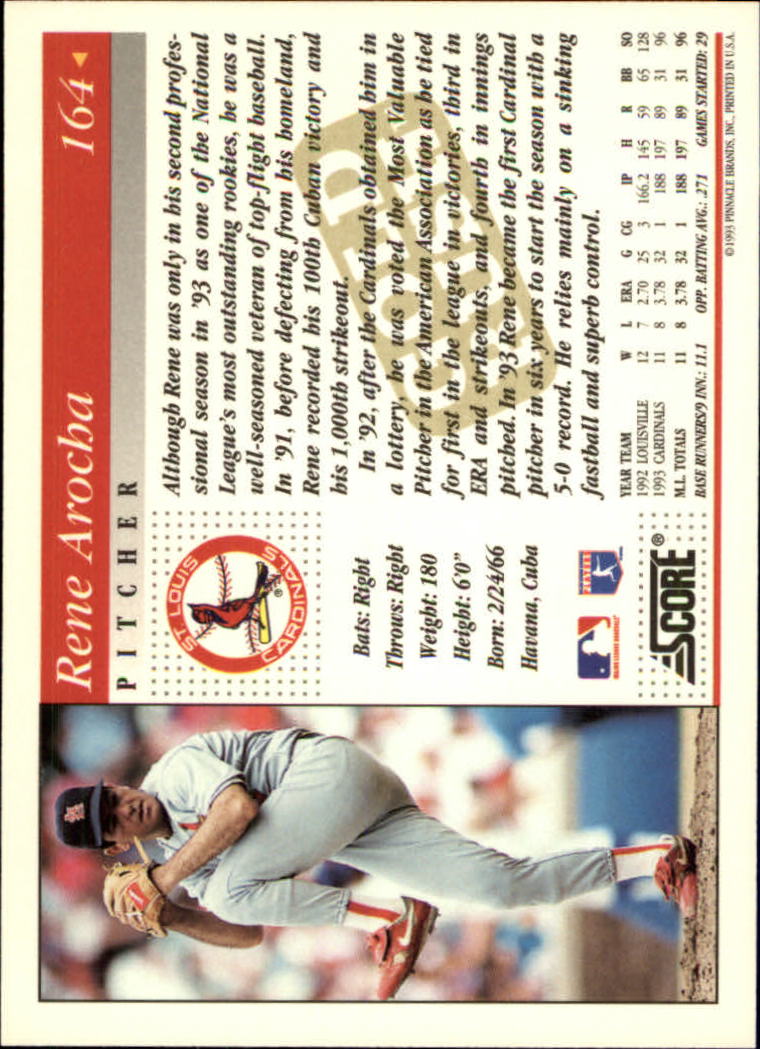 Rene Arocha 164
PITCHER
ST. LOUIS
CARDINALS
®
Bats: Right
Throws: Right
Weight: 180
Height: 6'0"
Born: 2/24/66
Havana, Cuba
MAJOR LEAGUE BASEBALL
PLAYERS
SCORE®
GOLD
RUSH
Although Rene was only in his second profes-
sional season in '93 as one of the National
League's most outstanding rookies, he was a
well-seasoned veteran of top-flight baseball.
In '91, before defecting from his homeland,
Rene recorded his 100th Cuban victory and
his 1,000th strikeout.
In '92, after the Cardinals obtained him in
a lottery, he was voted the Most Valuable
Pitcher in the American Association as he tied
for first in the league in victories, third in
ERA and strikeouts, and fourth in innings
pitched. In '93 Rene became the first Cardinal
pitcher in six years to start the season with a
5-0 record. He relies mainly on a sinking
fastball and superb control.
YEAR TEAM W L ERA G CG IP H R BB SO
1992 LOUISVILLE 12 7 2.70 25 3 166.2 145 59 65 128
1993 CARDINALS 11 8 3.78 32 1 188 197 89 31 96
M.L. TOTALS 11 8 3.78 32 1 188 197 89 31 96
BASE RUNNERS/9 INN.: 11.1 OPP. BATTING AVG.: .271 GAMES STARTED: 29
©1993 PINNACLE BRANDS, INC., PRINTED IN U.S.A.